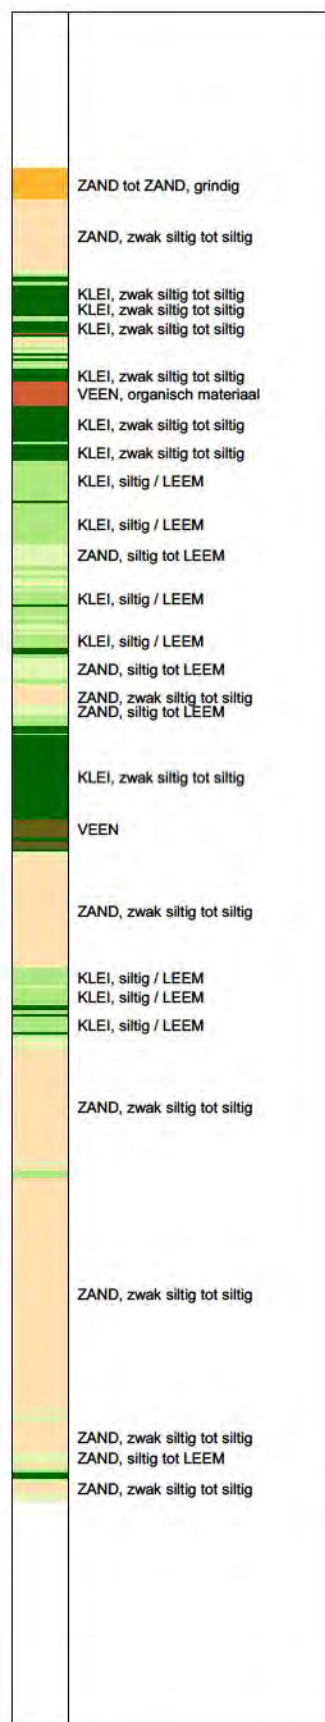 ZAND tot ZAND, grindig
ZAND, zwak siltig tot siltig
KLEI, zwak siltig tot siltig
KLEI, zwak siltig tot siltig
KLEI, zwak siltig tot siltig
KLEI, zwak siltig tot siltig
VEEN, organisch materiaal
KLEI, zwak siltig tot siltig
KLEI, zwak siltig tot siltig
KLEI, siltig / LEEM
KLEI, siltig / LEEM
ZAND, siltig tot LEEM
KLEI, siltig / LEEM
KLEI, siltig / LEEM
ZAND, siltig tot LEEM
ZAND, zwak siltig tot siltig
ZAND, siltig tot LEEM
KLEI, zwak siltig tot siltig
VEEN
ZAND, zwak siltig tot siltig
KLEI, siltig / LEEM
KLEI, siltig / LEEM
KLEI, siltig / LEEM
ZAND, zwak siltig tot siltig
ZAND, zwak siltig tot siltig
ZAND, zwak siltig tot siltig
ZAND, siltig tot LEEM
ZAND, zwak siltig tot siltig